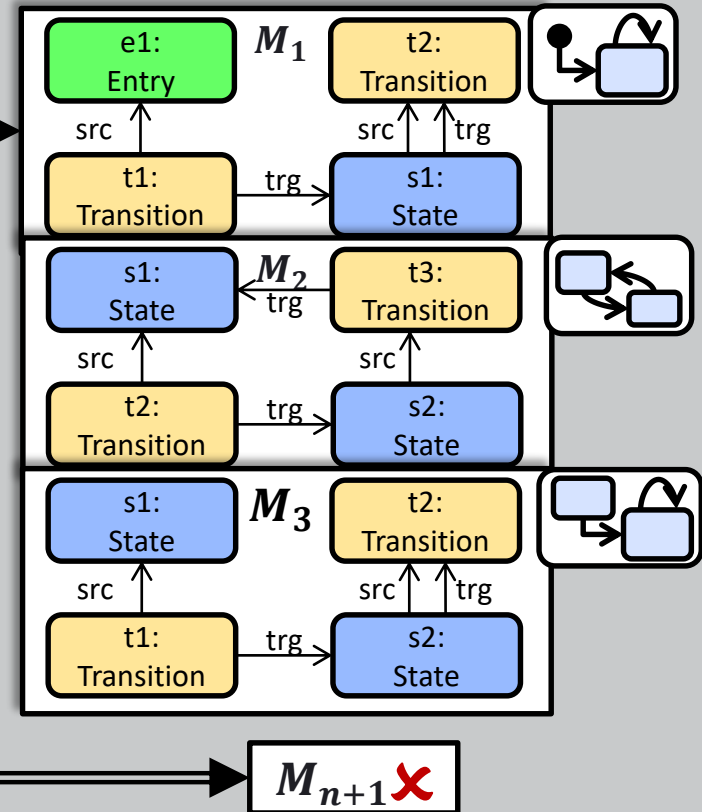 e1:
Entry
M₁
t2:
Transition
src
src
trg
t1:
Transition
trg
s1:
State
s1:
State
M₂
trg
t3:
Transition
src
src
t2:
Transition
trg
s2:
State
s1:
State
M₃
t2:
Transition
src
src
trg
t1:
Transition
trg
s2:
State
Mₙ₊₁ ✗